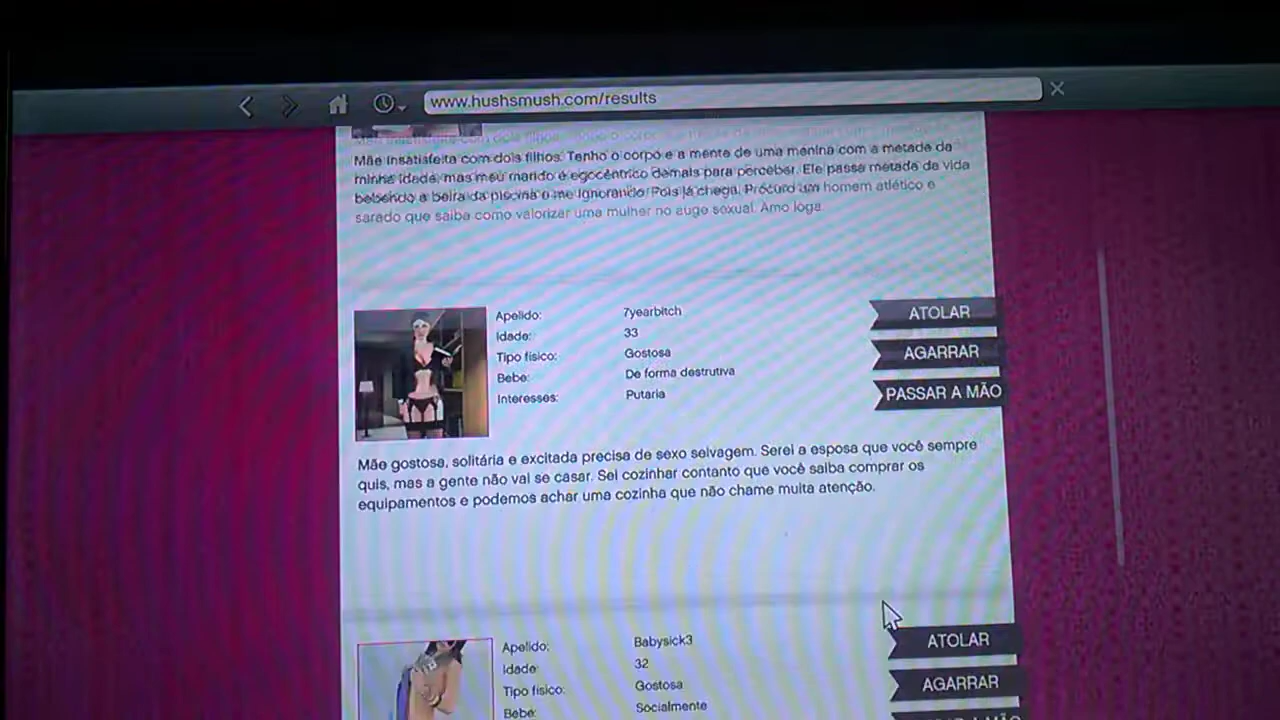 www.hushsmush.com/results
Mãe insatisfeita com dois filhos. Tenho o corpo e a mente de uma menina com a metade da
minha idade, mas meu marido é egocêntrico demais para perceber. Ele passa metade da vida
bebendo à beira da piscina e me ignorando. Pois já chega. Procuro um homem atlético e
sarado que saiba como valorizar uma mulher no auge sexual. Amo ioga.
Apelido: 7yearbitch
Idade: 33
Tipo físico: Gostosa
Bebe: De forma destrutiva
Interesses: Putaria
ATOLAR
AGARRAR
PASSAR A MÃO
Mãe gostosa, solitária e excitada precisa de sexo selvagem. Serei a esposa que você sempre
quis, mas a gente não vai se casar. Sei cozinhar contanto que você saiba comprar os
equipamentos e podemos achar uma cozinha que não chame muita atenção.
Apelido: Babysick3
Idade: 32
Tipo físico: Gostosa
Bebe: Socialmente
ATOLAR
AGARRAR